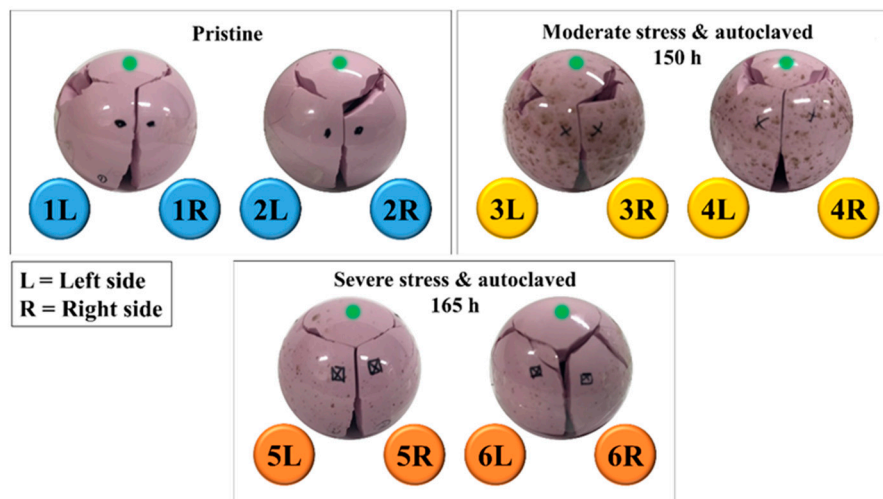 Pristine
1L
1R
2L
2R
Moderate stress & autoclaved
150 h
3L
3R
4L
4R
L = Left side
R = Right side
Severe stress & autoclaved
165 h
5L
5R
6L
6R